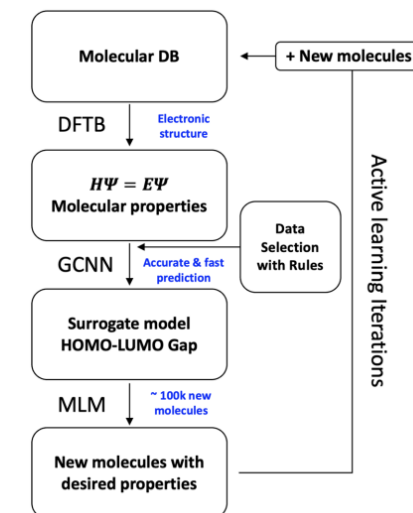 Molecular DB
+ New molecules
DFTB
Electronic
structure
HΨ = EΨ
Molecular properties
Data
Selection
with Rules
GCNN
Accurate & fast
prediction
Surrogate model
HOMO-LUMO Gap
MLM
~ 100k new
molecules
New molecules with
desired properties
Active learning Iterations